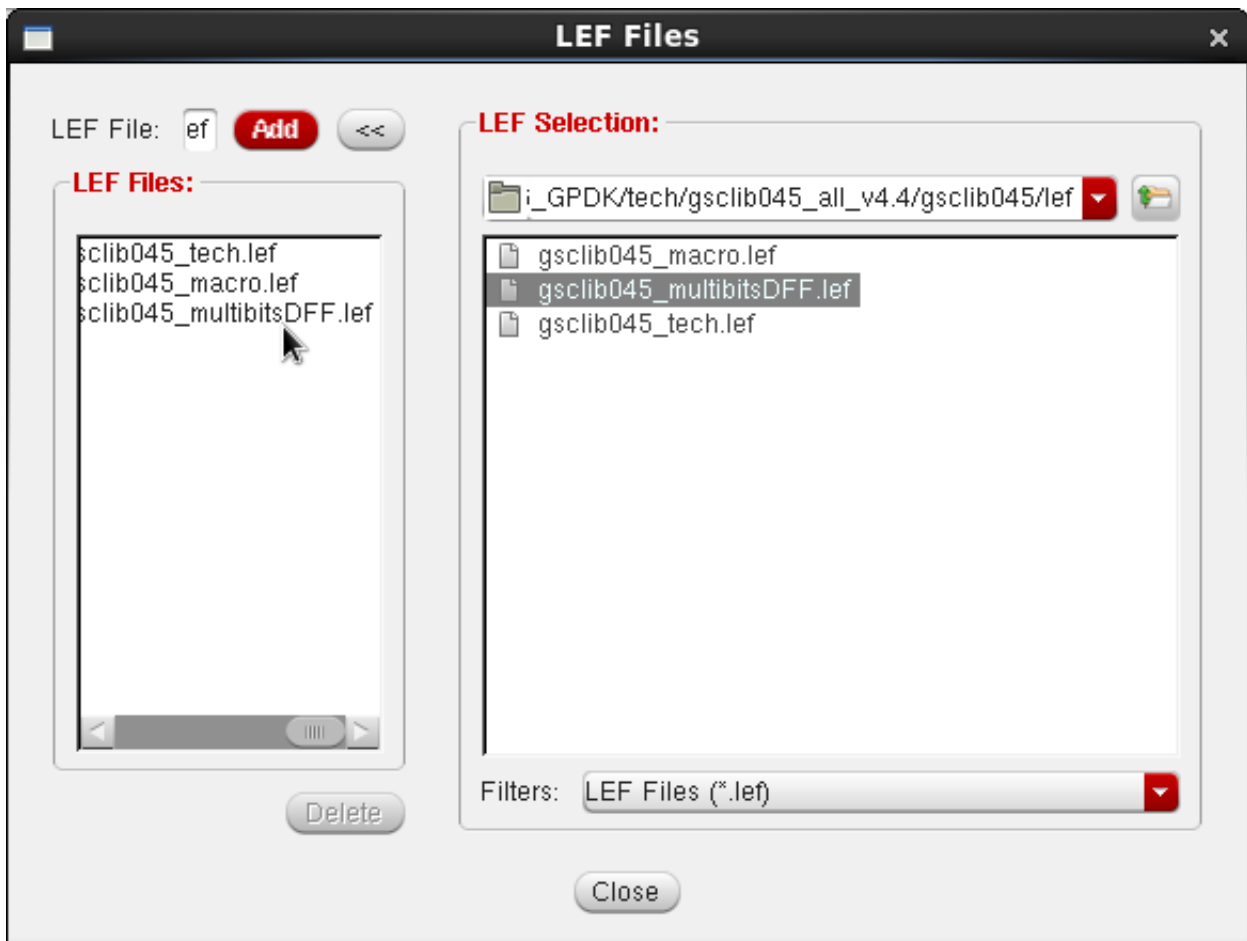 LEF Files
LEF File: ef Add <<
LEF Files:
sclib045_tech.lef
sclib045_macro.lef
sclib045_multibitsDFF.lef
Delete
LEF Selection:
i_GPDK/tech/gsclib045_all_v4.4/gsclib045/lef
gsclib045_macro.lef
gsclib045_multibitsDFF.lef
gsclib045_tech.lef
Filters: LEF Files (*.lef)
Close